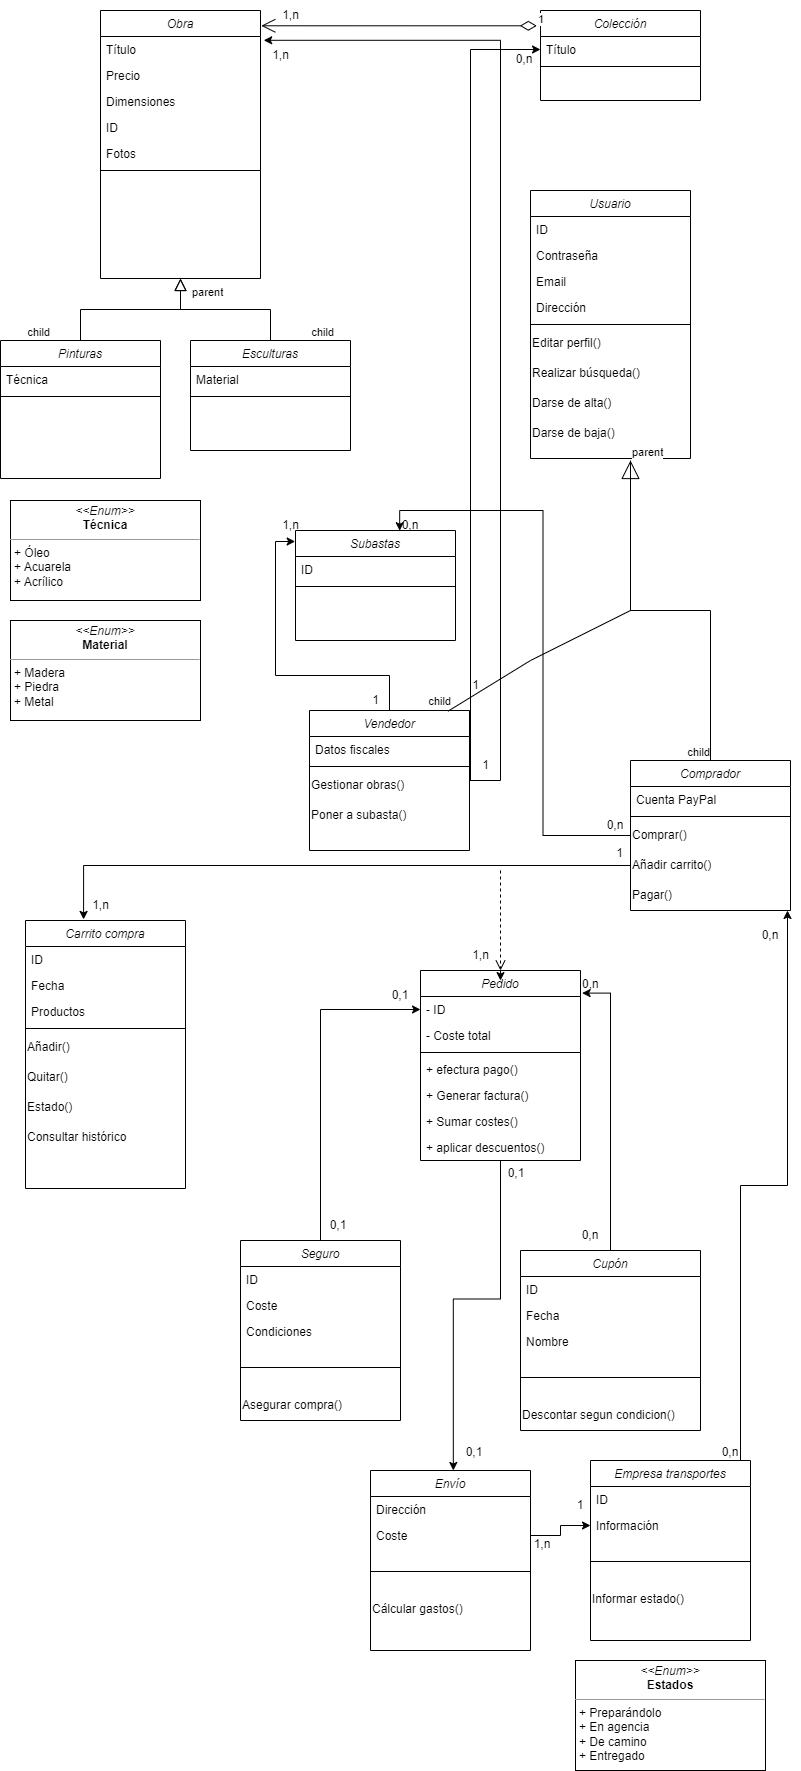 Obra
Título
Precio
Dimensiones
ID
Fotos
1,n
1
1,n
0,n
Colección
Título
parent
child
child
Pinturas
Técnica
Esculturas
Material
Usuario
ID
Contraseña
Email
Dirección
Editar perfil()
Realizar búsqueda()
Darse de alta()
Darse de baja()
parent
<<Enum>>
Técnica
+ Óleo
+ Acuarela
+ Acrílico
<<Enum>>
Material
+ Madera
+ Piedra
+ Metal
1,n
0,n
Subastas
ID
1
1
child
Vendedor
Datos fiscales
Gestionar obras()
Poner a subasta()
1
child
Comprador
Cuenta PayPal
Comprar()
Añadir carrito()
Pagar()
0,n
1
0,n
1,n
Carrito compra
ID
Fecha
Productos
Añadir()
Quitar()
Estado()
Consultar histórico
1,n
0,1
0,n
Pedido
- ID
- Coste total
+ efectura pago()
+ Generar factura()
+ Sumar costes()
+ aplicar descuentos()
0,1
0,1
0,n
Seguro
ID
Coste
Condiciones
Asegurar compra()
Cupón
ID
Fecha
Nombre
Descontar segun condicion()
0,1
0,n
Envío
Dirección
Coste
Cálcular gastos()
1
1,n
Empresa transportes
ID
Información
Informar estado()
<<Enum>>
Estados
+ Preparándolo
+ En agencia
+ De camino
+ Entregado